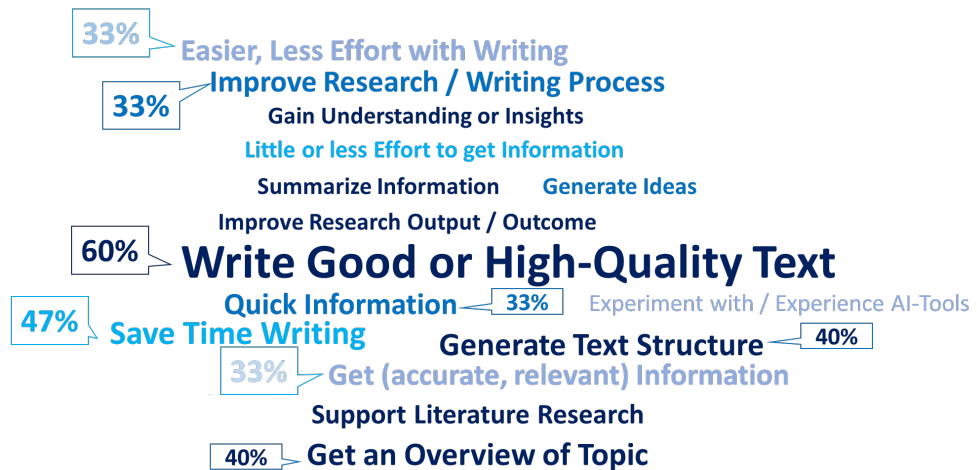 33%
Easier, Less Effort with Writing
Improve Research / Writing Process
33%
Gain Understanding or Insights
Little or less Effort to get Information
Summarize Information
Generate Ideas
Improve Research Output / Outcome
60%
Write Good or High-Quality Text
Quick Information
33%
Experiment with / Experience AI-Tools
47%
Save Time Writing
Generate Text Structure
40%
33%
Get (accurate, relevant) Information
Support Literature Research
40%
Get an Overview of Topic